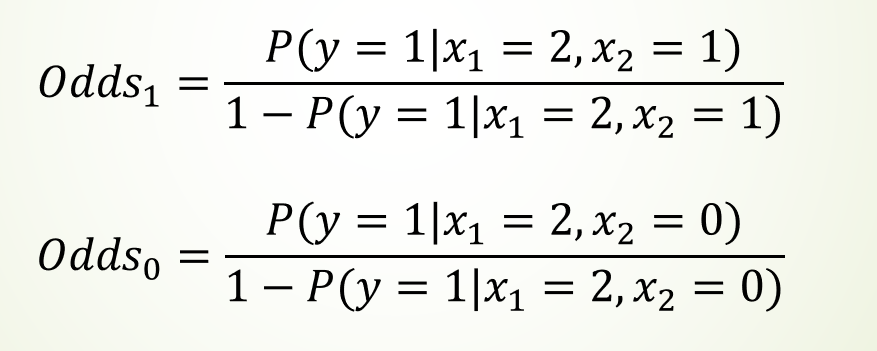 Odds₁ = P(y = 1|x₁ = 2, x₂ = 1) / 1 − P(y = 1|x₁ = 2, x₂ = 1)
Odds₀ = P(y = 1|x₁ = 2, x₂ = 0) / 1 − P(y = 1|x₁ = 2, x₂ = 0)